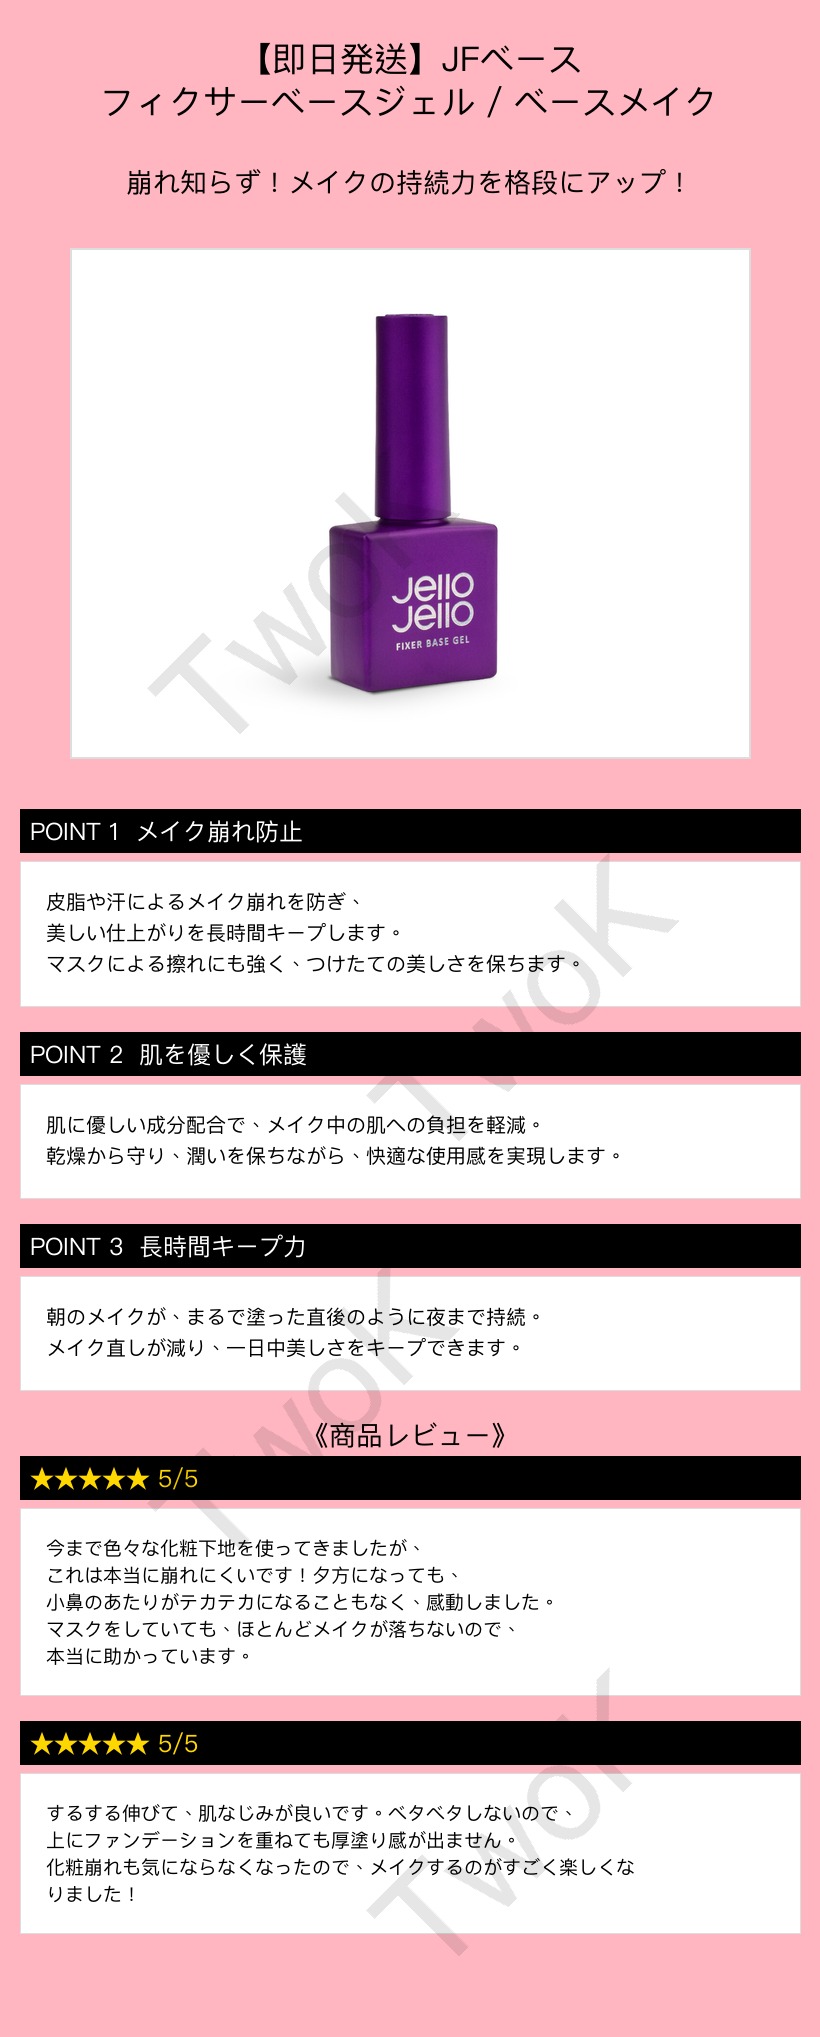 【即日発送】JFベース
フィクサーベースジェル / ベースメイク
崩れ知らず！メイクの持続力を格段にアップ！
Jello
Jello
FIXER BASE GEL
TwoK
POINT 1 メイク崩れ防止
皮脂や汗によるメイク崩れを防ぎ、
美しい仕上がりを長時間キープします。
マスクによる擦れにも強く、つけたての美しさを保ちます。
TwoK
POINT 2 肌を優しく保護
肌に優しい成分配合で、メイク中の肌への負担を軽減。
乾燥から守り、潤いを保ちながら、快適な使用感を実現します。
POINT 3 長時間キープ力
朝のメイクが、まるで塗った直後のように夜まで持続。
メイク直しが減り、一日中美しさをキープできます。
TwoK
《商品レビュー》
★★★★★ 5/5
今まで色々な化粧下地を使ってきましたが、
これは本当に崩れにくいです！夕方になっても、
小鼻のあたりがテカテカになることもなく、感動しました。
マスクをしていても、ほとんどメイクが落ちないので、
本当に助かっています。
★★★★★ 5/5
するする伸びて、肌なじみが良いです。ベタベタしないので、
上にファンデーションを重ねても厚塗り感が出ません。
化粧崩れも気にならなくなったので、メイクするのがすごく楽しくな
りました！
TwoK